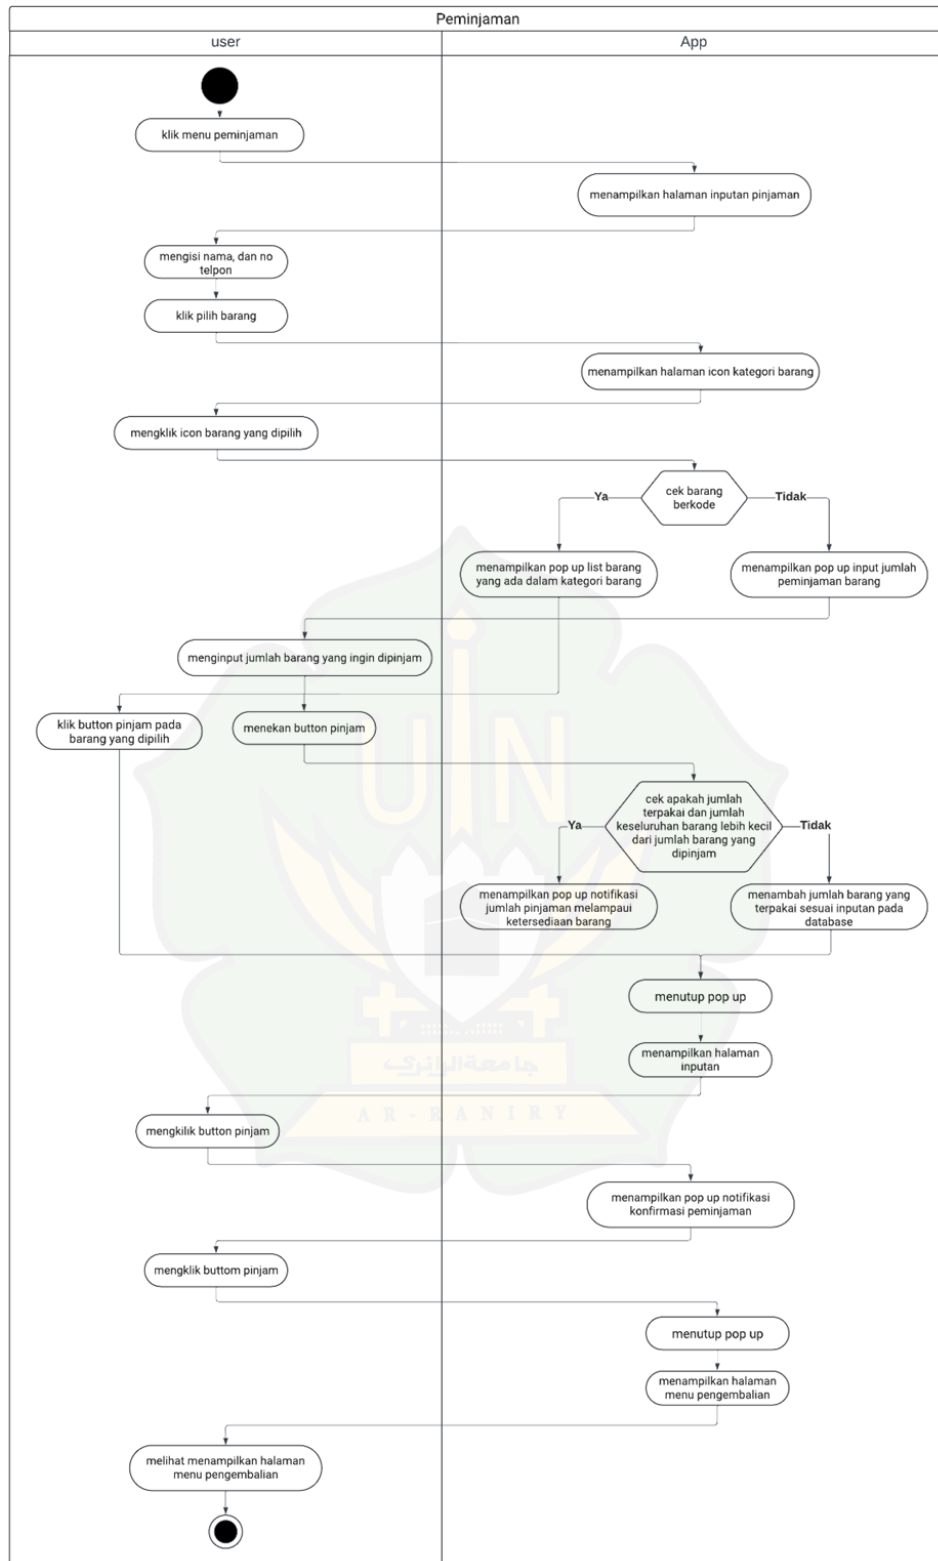 Peminjaman
user
App
klik menu peminjaman
menampilkan halaman inputan pinjaman
mengisi nama, dan no
telpon
klik pilih barang
menampilkan halaman icon kategori barang
mengklik icon barang yang dipilih
cek barang
berkode
Ya
Tidak
menampilkan pop up list barang
yang ada dalam kategori barang
menampilkan pop up input jumlah
peminjaman barang
menginput jumlah barang yang ingin dipinjam
klik button pinjam pada
barang yang dipilih
menekan button pinjam
UIN
cek apakah jumlah
terpakai dan jumlah
keseluruhan barang lebih kecil
dari jumlah barang yang
dipinjam
Ya
Tidak
menampilkan pop up notifikasi
jumlah pinjaman melampaui
ketersediaan barang
menambah jumlah barang yang
terpakai sesuai inputan pada
database
menutup pop up
menampilkan halaman
inputan
جامعةالرانري
AR-RANIRY
mengkilik button pinjam
menampilkan pop up notifikasi
konfirmasi peminjaman
mengklik buttom pinjam
menutup pop up
menampilkan halaman
menu pengembalian
melihat menampilkan halaman
menu pengembalian